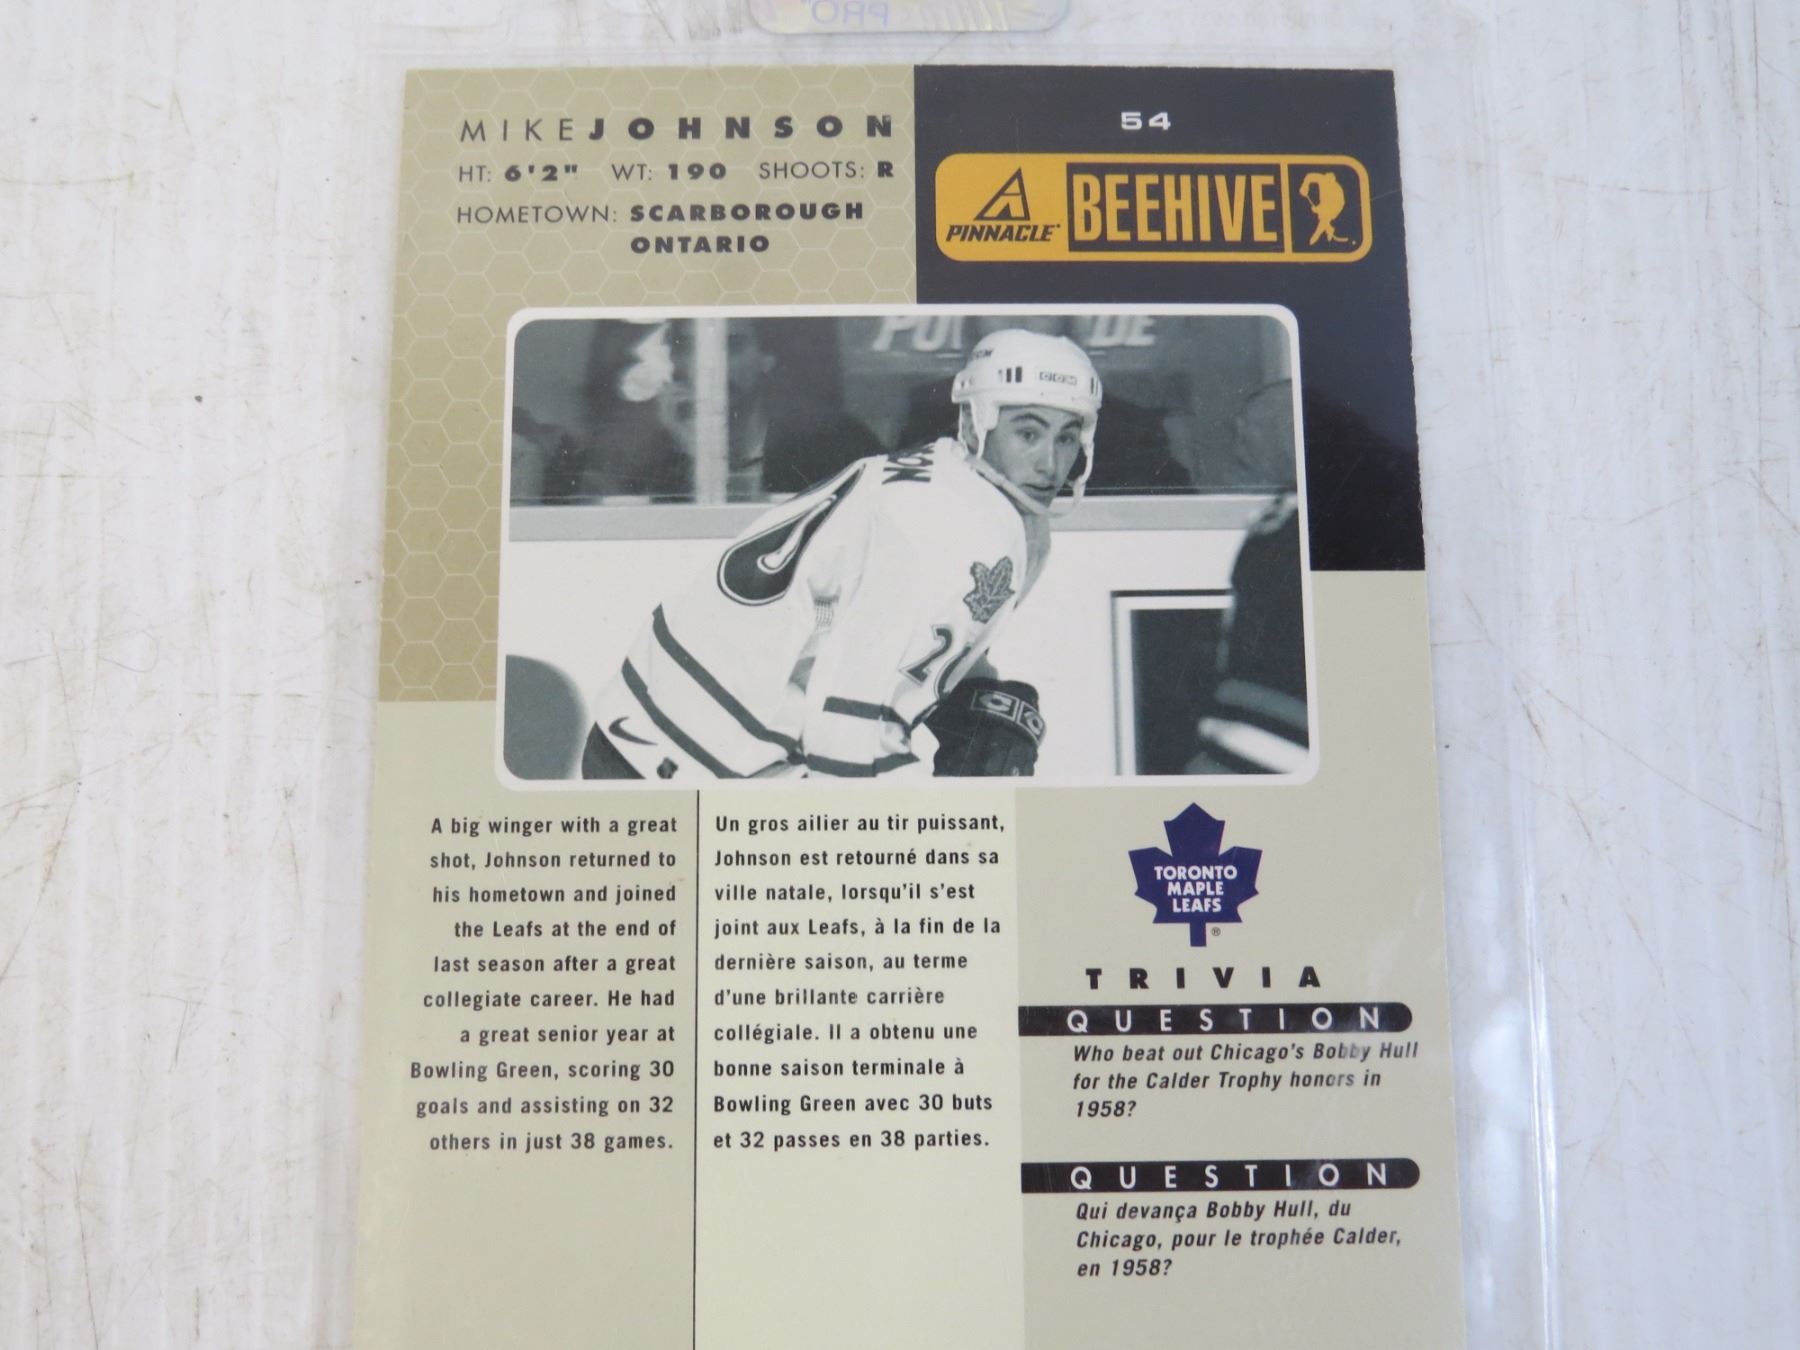 PRO
MIKE JOHNSON
HT: 6'2" WT: 190 SHOOTS: R
HOMETOWN: SCARBOROUGH
ONTARIO
54
PINNACLE BEEHIVE
CCM
CCM
20
A big winger with a great
shot, Johnson returned to
his hometown and joined
the Leafs at the end of
last season after a great
collegiate career. He had
a great senior year at
Bowling Green, scoring 30
goals and assisting on 32
others in just 38 games.
Un gros ailier au tir puissant,
Johnson est retourné dans sa
ville natale, lorsqu'il s'est
joint aux Leafs, à la fin de la
dernière saison, au terme
d'une brillante carrière
collégiale. Il a obtenu une
bonne saison terminale à
Bowling Green avec 30 buts
et 32 passes en 38 parties.
TORONTO
MAPLE
LEAFS
®
TRIVIA
QUESTION
Who beat out Chicago's Bobby Hull
for the Calder Trophy honors in
1958?
QUESTION
Qui devança Bobby Hull, du
Chicago, pour le trophée Calder,
en 1958?